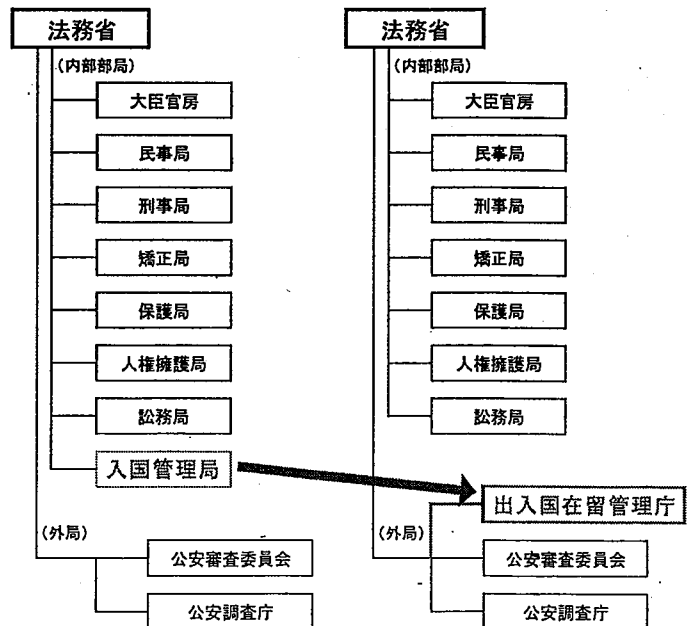 法務省
(内部部局)
大臣官房
民事局
刑事局
矯正局
保護局
人権擁護局
訟務局
入国管理局
(外局)
公安審査委員会
公安調査庁
法務省
(内部部局)
大臣官房
民事局
刑事局
矯正局
保護局
人権擁護局
訟務局
出入国在留管理庁
(外局)
公安審査委員会
公安調査庁